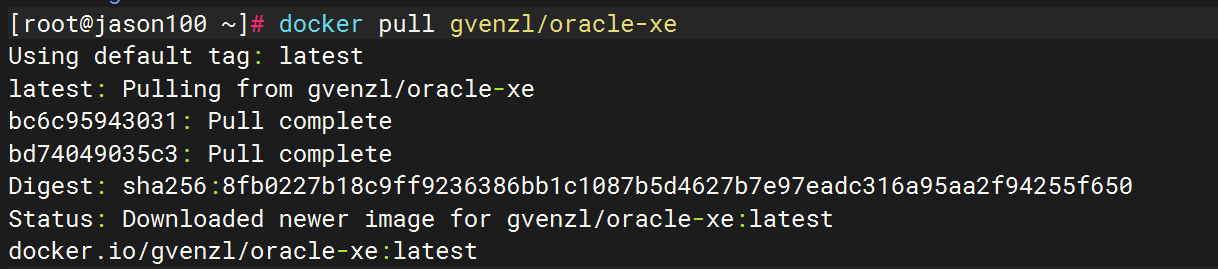 [root@jason100 ~]# docker pull gvenzl/oracle-xe
Using default tag: latest
latest: Pulling from gvenzl/oracle-xe
bc6c95943031: Pull complete
bd74049035c3: Pull complete
Digest: sha256:8fb0227b18c9ff9236386bb1c1087b5d4627b7e97eadc316a95aa2f94255f650
Status: Downloaded newer image for gvenzl/oracle-xe:latest
docker.io/gvenzl/oracle-xe:latest